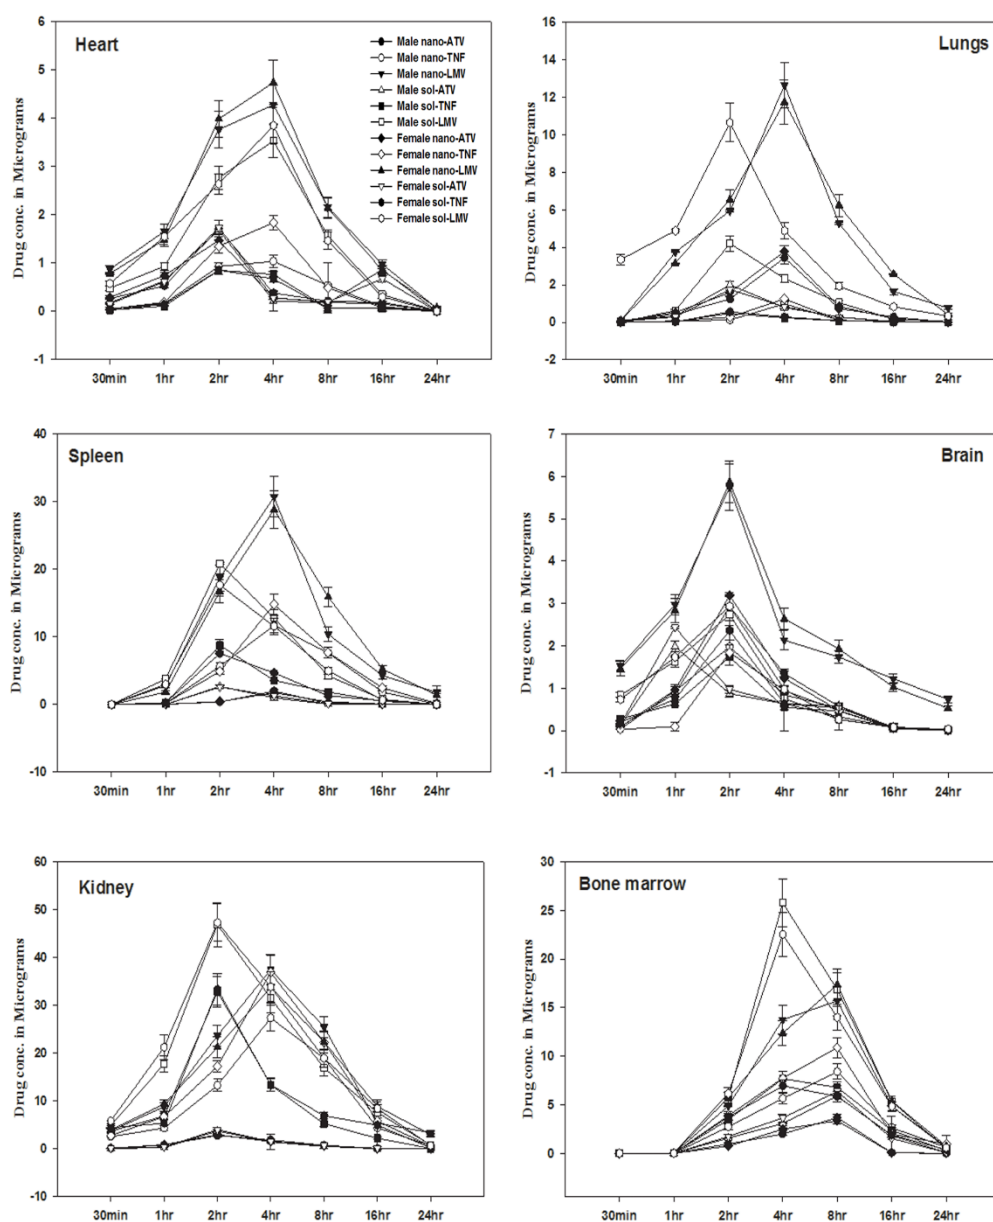 Heart
Drug conc. in Micrograms
6
5
4
3
2
1
0
-1
30min 1hr 2hr 4hr 8hr 16hr 24hr
Male nano-ATV
Male nano-TNF
Male nano-LMV
Male sol-ATV
Male sol-TNF
Male sol-LMV
Female nano-ATV
Female nano-TNF
Female nano-LMV
Female sol-ATV
Female sol-TNF
Female sol-LMV
Lungs
Drug conc. in Micrograms
16
14
12
10
8
6
4
2
0
-2
30min 1hr 2hr 4hr 8hr 16hr 24hr
Spleen
Drug conc. in Micrograms
40
30
20
10
0
-10
30min 1hr 2hr 4hr 8hr 16hr 24hr
Brain
Drug conc. in Micrograms
7
6
5
4
3
2
1
0
-1
30min 1hr 2hr 4hr 8hr 16hr 24hr
Kidney
Drug conc. in Micrograms
60
50
40
30
20
10
0
-10
30min 1hr 2hr 4hr 8hr 16hr 24hr
Bone marrow
Drug conc. in Micrograms
30
25
20
15
10
5
0
30min 1hr 2hr 4hr 8hr 16hr 24hr